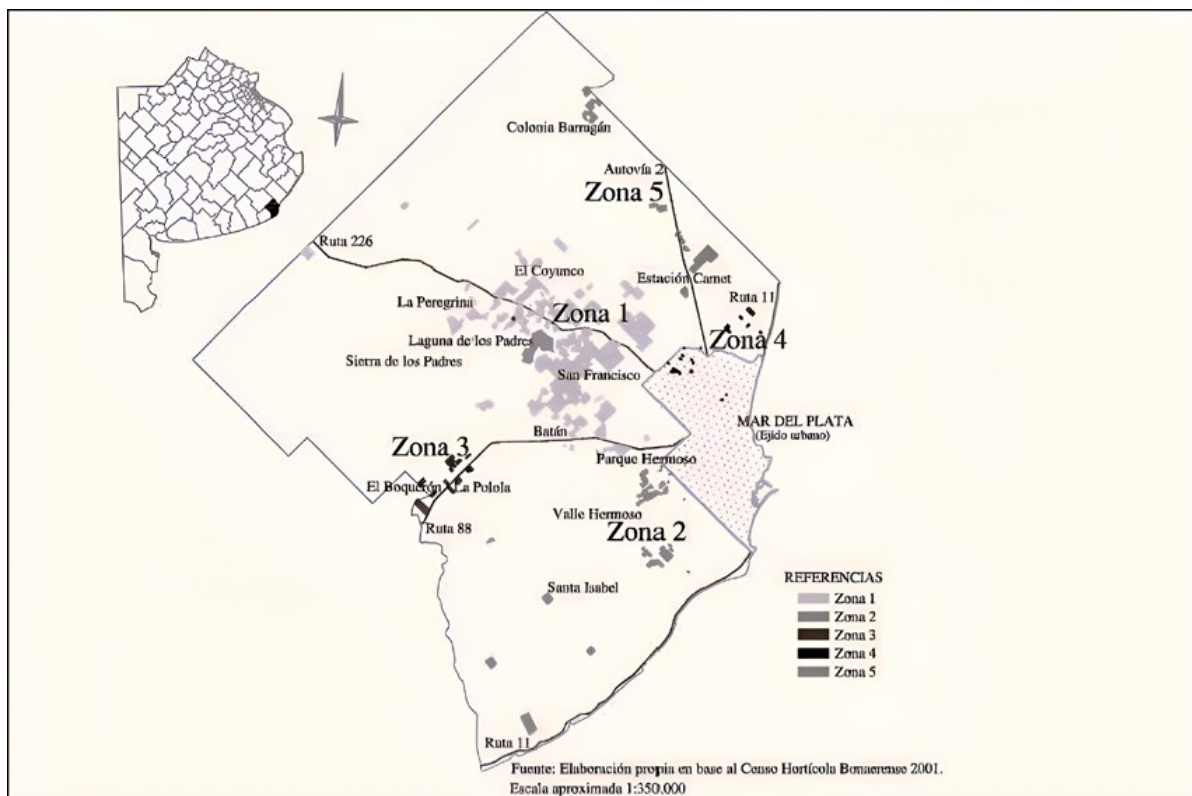 Colonia Barragán
Autovía 2
Zona 5
Ruta 226
El Coyunco
Estación Camet
La Peregrina
Ruta 11
Zona 1
Laguna de los Padres
Zona 4
Sierra de los Padres
San Francisco
MAR DEL PLATA
(Ejido urbano)
Batán
Zona 3
Parque Hermoso
El Boquerón
La Polola
Valle Hermoso
Ruta 88
Zona 2
REFERENCIAS
Santa Isabel
Zona 1
Zona 2
Zona 3
Zona 4
Zona 5
Ruta 11
Fuente: Elaboración propia en base al Censo Hortícola Bonaerense 2001.
Escala aproximada 1:350.000